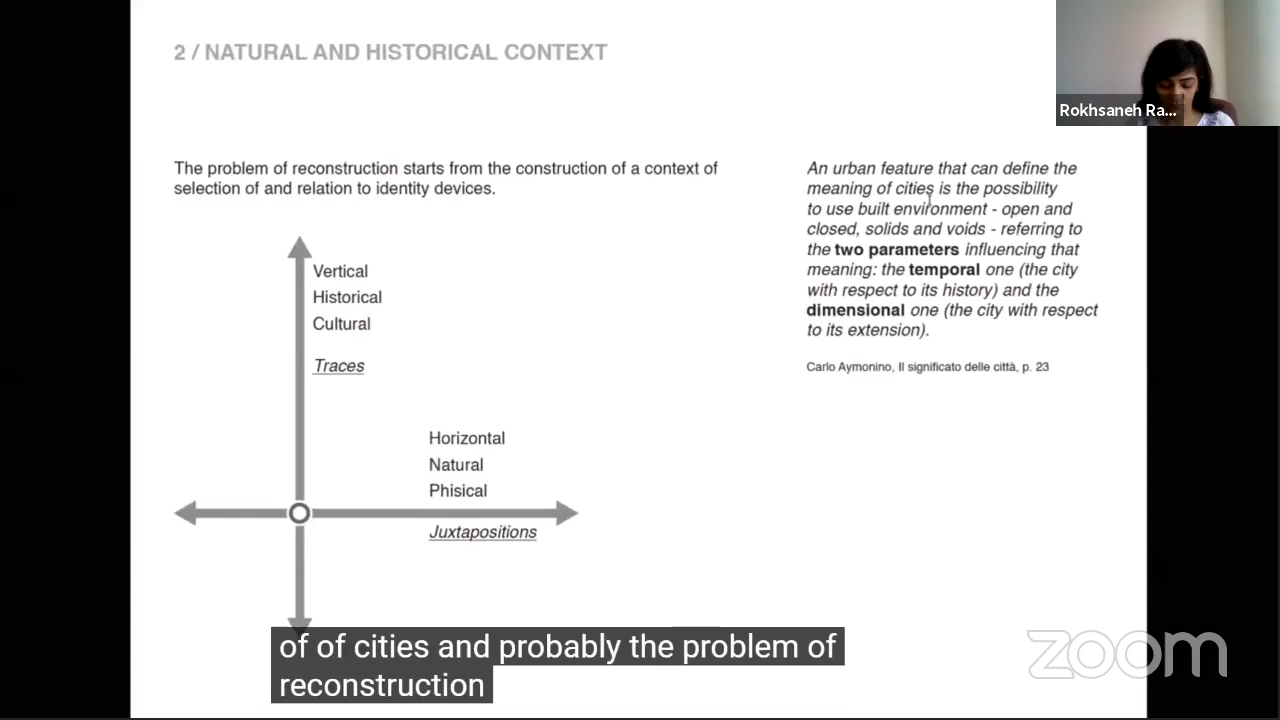 2 / NATURAL AND HISTORICAL CONTEXT
Rokhsaneh Ra...
The problem of reconstruction starts from the construction of a context of
selection of and relation to identity devices.
Vertical
Historical
Cultural
Traces
Horizontal
Natural
Phisical
Juxtapositions
An urban feature that can define the
meaning of cities is the possibility
to use built environment - open and
closed, solids and voids - referring to
the two parameters influencing that
meaning: the temporal one (the city
with respect to its history) and the
dimensional one (the city with respect
to its extension).
Carlo Aymonino, Il significato delle città, p. 23
of of cities and probably the problem of
reconstruction
zoom